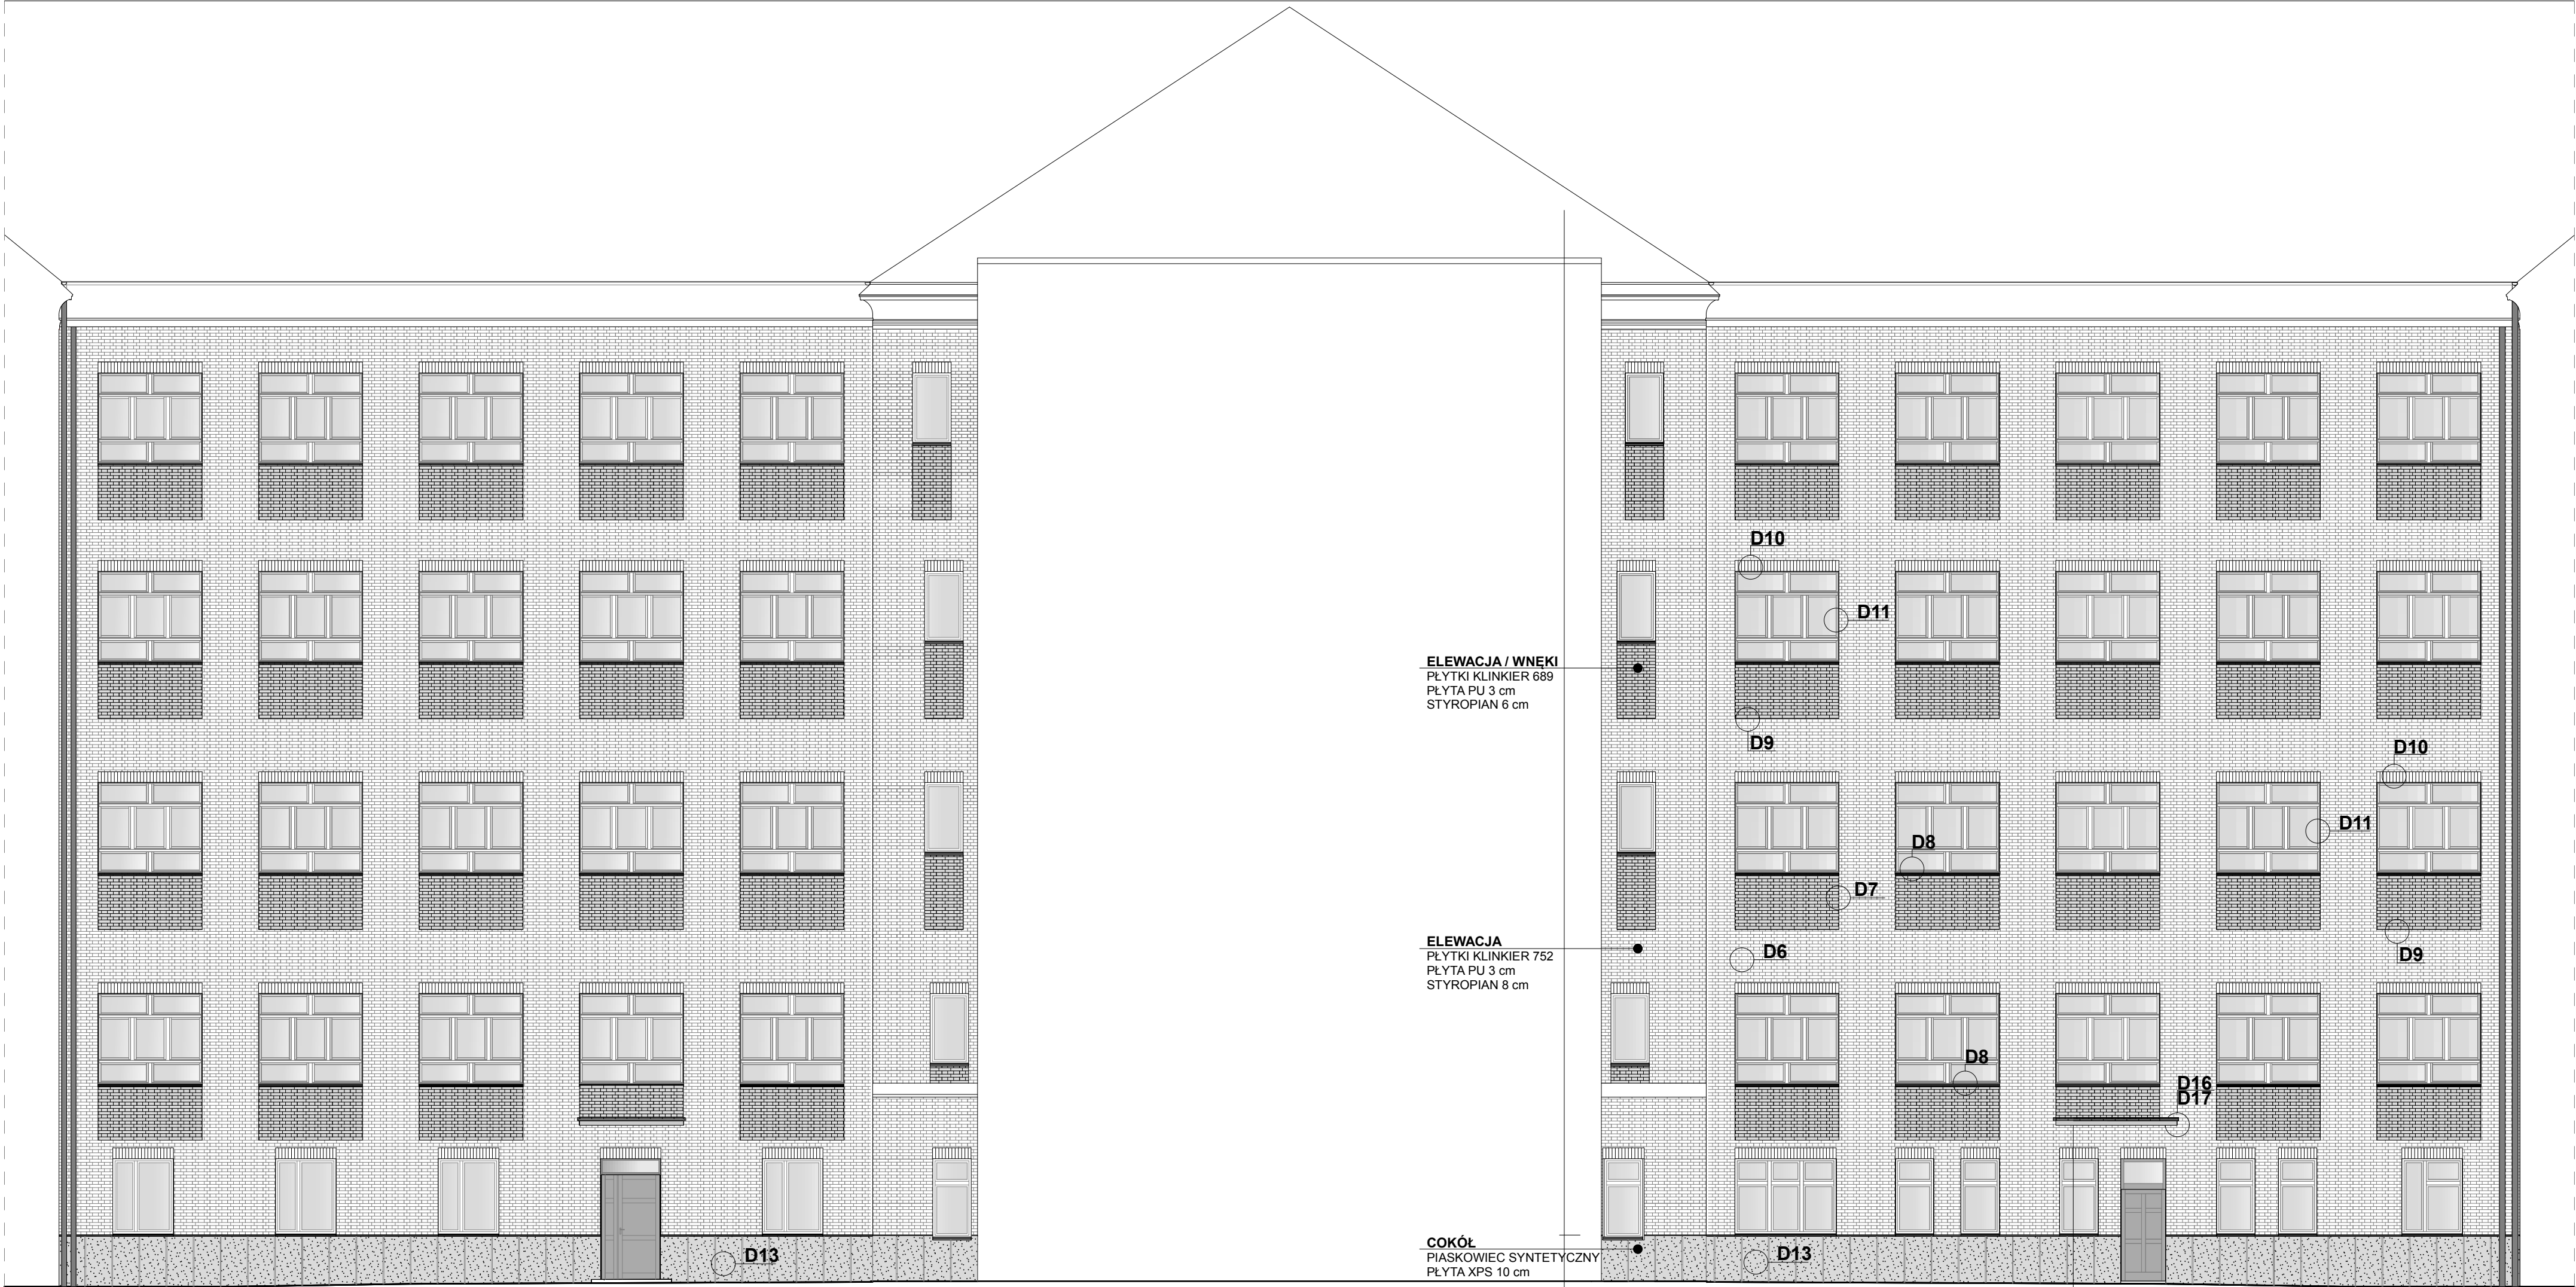 D10
D11
ELEWACJA / WNĘKI
PŁYTKI KLINKIER 689
PŁYTA PU 3 cm
STYROPIAN 6 cm
D9
D10
D11
D8
D7
ELEWACJA
PŁYTKI KLINKIER 752
PŁYTA PU 3 cm
STYROPIAN 8 cm
D6
D9
D8
D16
D17
COKÓŁ
PIASKOWIEC SYNTETYCZNY
PŁYTA XPS 10 cm
D13
D13